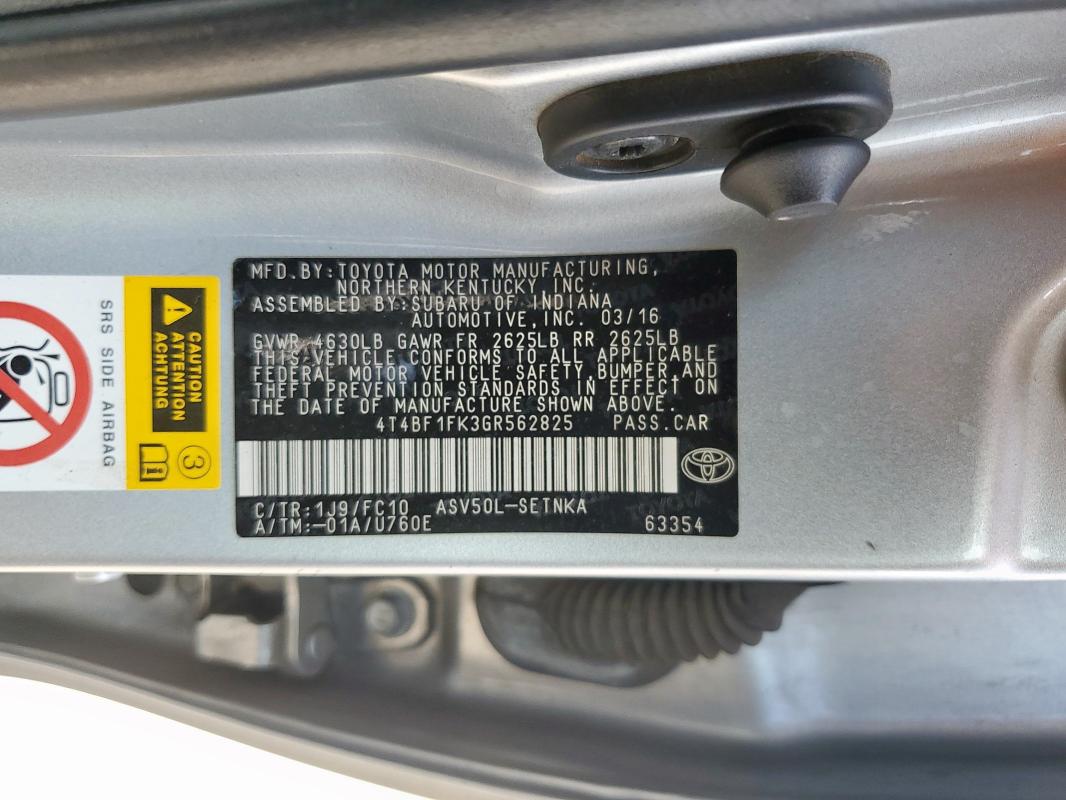 MFD.BY:TOYOTA MOTOR MANUFACTURING,
NORTHERN KENTUCKY,INC.
ASSEMBLED BY:SUBARU OF INDIANA
AUTOMOTIVE,INC. 03/16
GVWR 4630LB GAWR FR 2625LB RR 2625LB
THIS VEHICLE CONFORMS TO ALL APPLICABLE
FEDERAL MOTOR VEHICLE SAFETY,BUMPER,AND
THEFT PREVENTION STANDARDS IN EFFECT ON
THE DATE OF MANUFACTURE SHOWN ABOVE.
4T4BF1FK3GR562825 PASS.CAR
C/TR:1J9/FC10 ASV50L-SETNKA
A/TM:-01A/U760E 63354
CAUTION
ATTENTION
ACHTUNG
3
SRS SIDE AIRBAG